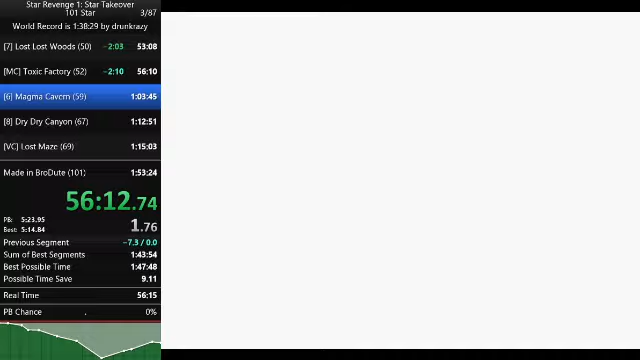 Star Revenge 1: Star Takeover
101 Star 3/87
World Record is 1:38:29 by drunkrazy
[7] Lost Lost Woods (50) −2:03 53:08
[MC] Toxic Factory (52) −2:10 56:10
[6] Magma Cavern (59) 1:03:45
[8] Dry Dry Canyon (67) 1:12:51
[VC] Lost Maze (69) 1:15:03
Made in BroDute (101) 1:53:24
56:12.74
PB: 5:23.95
Best: 5:14.84 1.76
Previous Segment −7.3 / 0.0
Sum of Best Segments 1:43:54
Best Possible Time 1:47:48
Possible Time Save 9.11
Real Time 56:15
PB Chance 0%